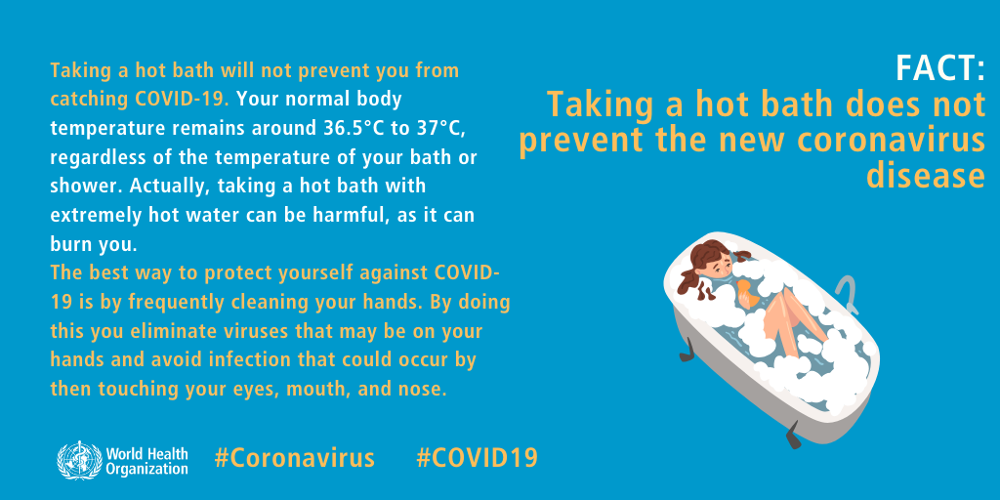 Taking a hot bath will not prevent you from
catching COVID-19. Your normal body
temperature remains around 36.5°C to 37°C,
regardless of the temperature of your bath or
shower. Actually, taking a hot bath with
extremely hot water can be harmful, as it can
burn you.
The best way to protect yourself against COVID-
19 is by frequently cleaning your hands. By doing
this you eliminate viruses that may be on your
hands and avoid infection that could occur by
then touching your eyes, mouth, and nose.
FACT:
Taking a hot bath does not
prevent the new coronavirus
disease
World Health
Organization
#Coronavirus #COVID19